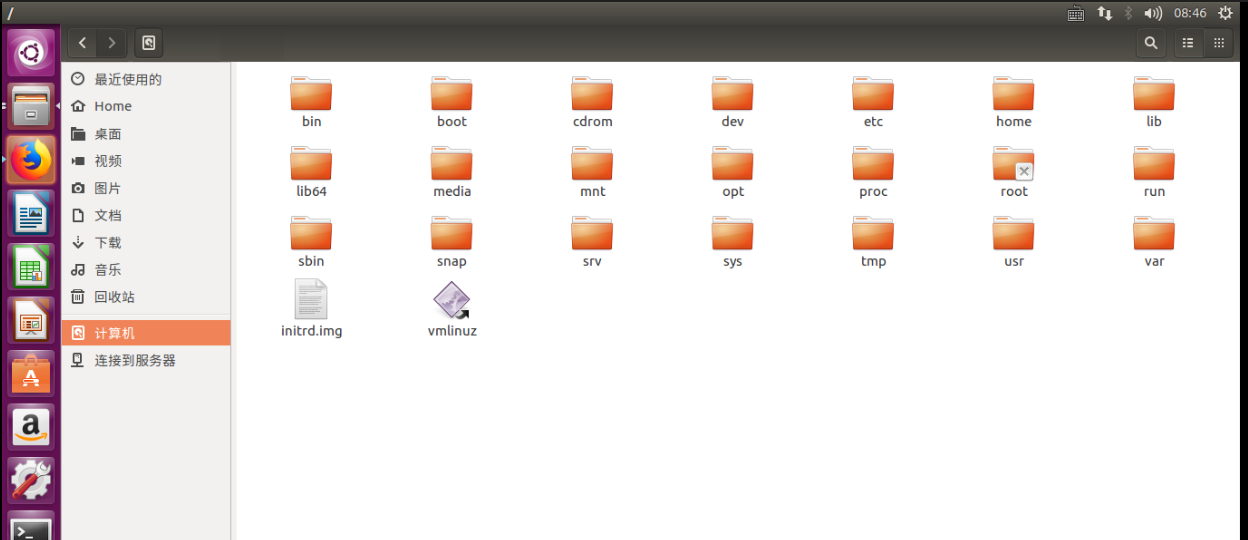 /
08:46
最近使用的
Home
桌面
视频
图片
文档
下载
音乐
回收站
计算机
连接到服务器
bin boot cdrom dev etc home lib
lib64 media mnt opt proc root run
sbin snap srv sys tmp usr var
initrd.img vmlinuz